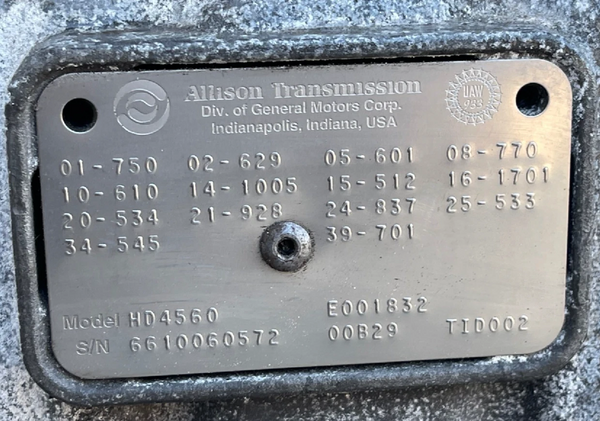 Allison Transmission
Div. of General Motors Corp.
Indianapolis, Indiana, USA
UAW
933
01-750 02-629 05-601 08-770
10-610 14-1005 15-512 16-1701
20-534 21-928 24-837 25-533
34-545 39-701
Model HD4560 E001832
S/N 6610060572 00B29 TID002